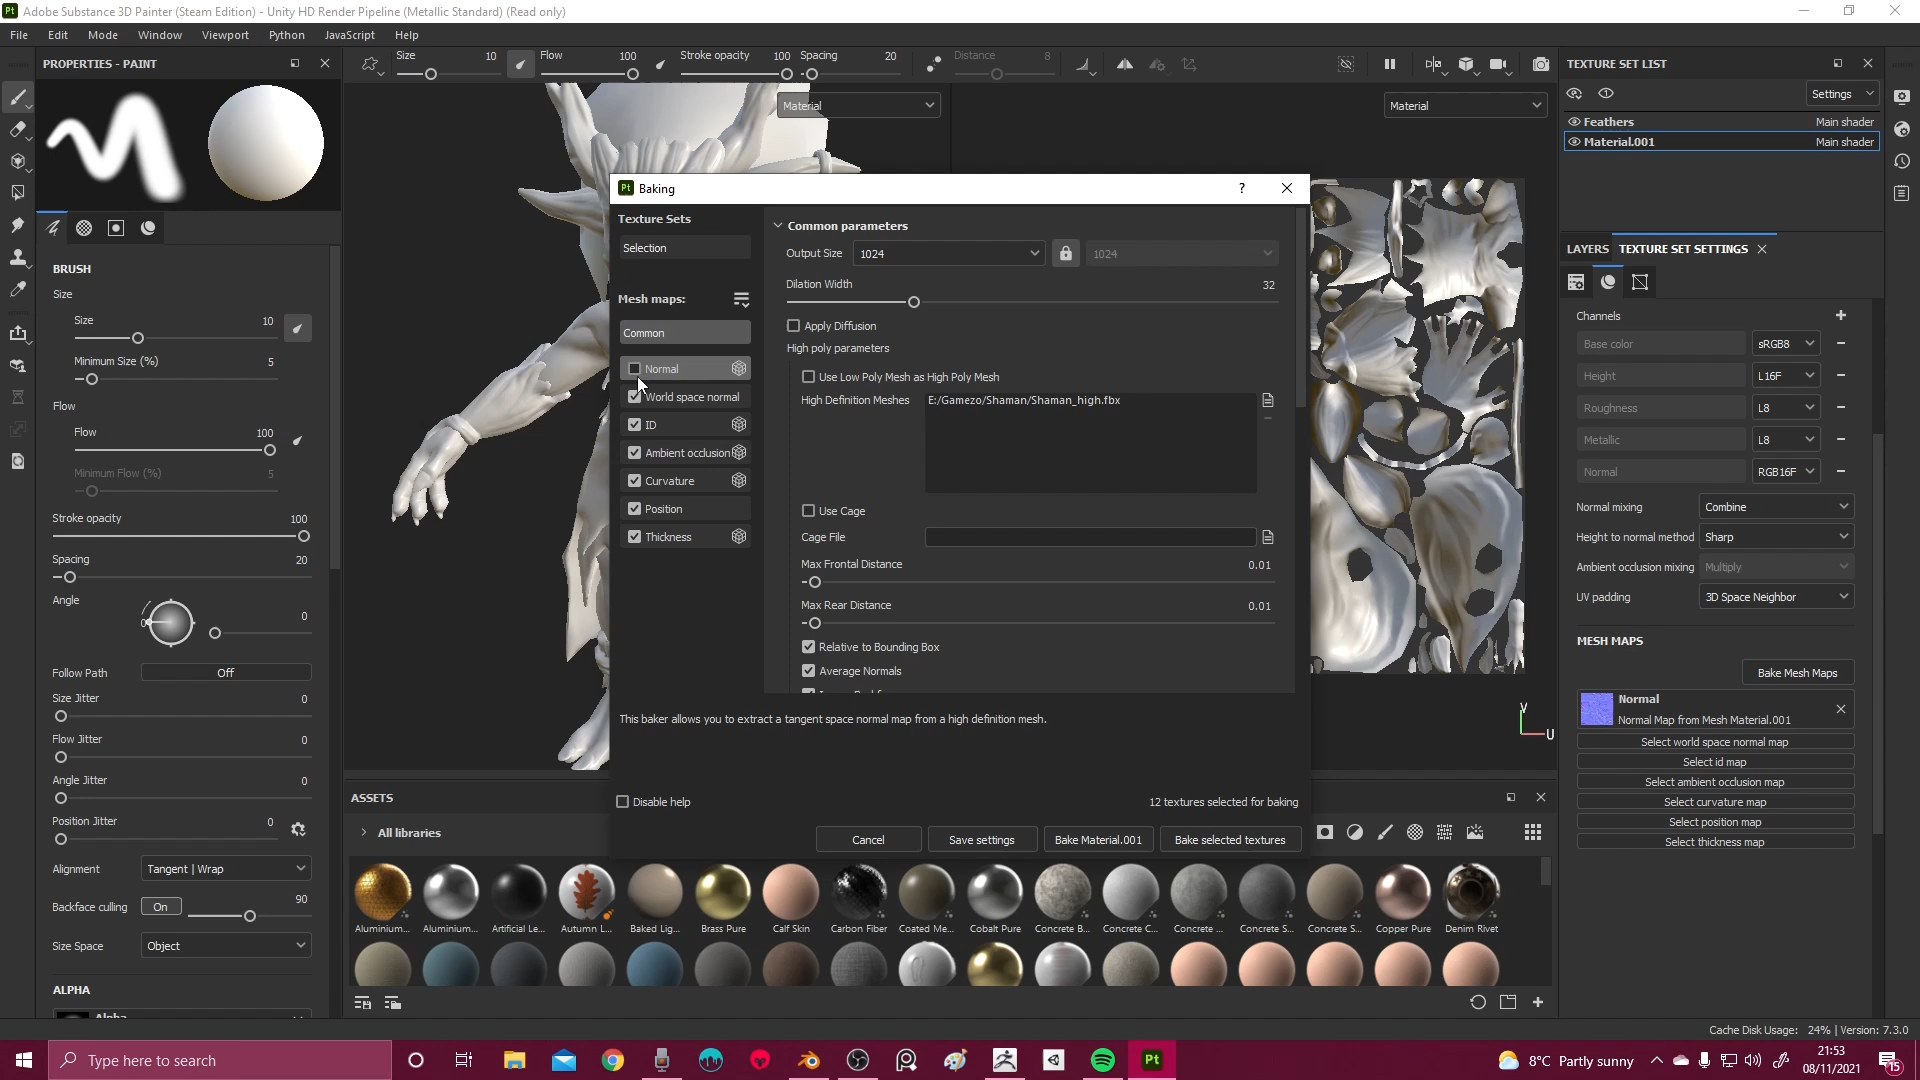 Pt Adobe Substance 3D Painter (Steam Edition) - Unity HD Render Pipeline (Metallic Standard) (Read only)
File Edit Mode Window Viewport Python JavaScript Help
PROPERTIES - PAINT
Size 10 Flow 100 Stroke opacity 100 Spacing 20 Distance 8
TEXTURE SET LIST
Settings
Material
Material
Feathers Main shader
Material.001 Main shader
Pt Baking ?
Texture Sets
Selection
Mesh maps:
Common
Normal
World space normal
ID
Ambient occlusion
Curvature
Position
Thickness
Common parameters
Output Size 1024 1024
Dilation Width 32
Apply Diffusion
High poly parameters
Use Low Poly Mesh as High Poly Mesh
High Definition Meshes E:/Gamezo/Shaman/Shaman_high.fbx
Use Cage
Cage File
Max Frontal Distance 0.01
Max Rear Distance 0.01
Relative to Bounding Box
Average Normals
This baker allows you to extract a tangent space normal map from a high definition mesh.
Disable help 12 textures selected for baking
Cancel Save settings Bake Material.001 Bake selected textures
BRUSH
Size
Size 10
Minimum Size (%) 5
Flow
Flow 100
Minimum Flow (%) 5
Stroke opacity 100
Spacing 20
Angle 0 0
Follow Path Off
Size Jitter 0
Flow Jitter 0
Angle Jitter 0
Position Jitter 0
Alignment Tangent | Wrap
Backface culling On 90
Size Space Object
ALPHA
Alpha
LAYERS TEXTURE SET SETTINGS
Channels
Base color sRGB8
Height L16F
Roughness L8
Metallic L8
Normal RGB16F
Normal mixing Combine
Height to normal method Sharp
Ambient occlusion mixing Multiply
UV padding 3D Space Neighbor
MESH MAPS
Bake Mesh Maps
Normal
Normal Map from Mesh Material.001
Select world space normal map
Select id map
Select ambient occlusion map
Select curvature map
Select position map
Select thickness map
V
U
ASSETS
All libraries
Aluminium... Aluminium... Artificial Le... Autumn L... Baked Lig... Brass Pure Calf Skin Carbon Fiber Coated Me... Cobalt Pure Concrete B... Concrete C... Concrete ... Concrete S... Concrete S... Copper Pure Denim Rivet
Cache Disk Usage: 24% | Version: 7.3.0
Type here to search
Pt
8°C Partly sunny
21:53
08/11/2021
15